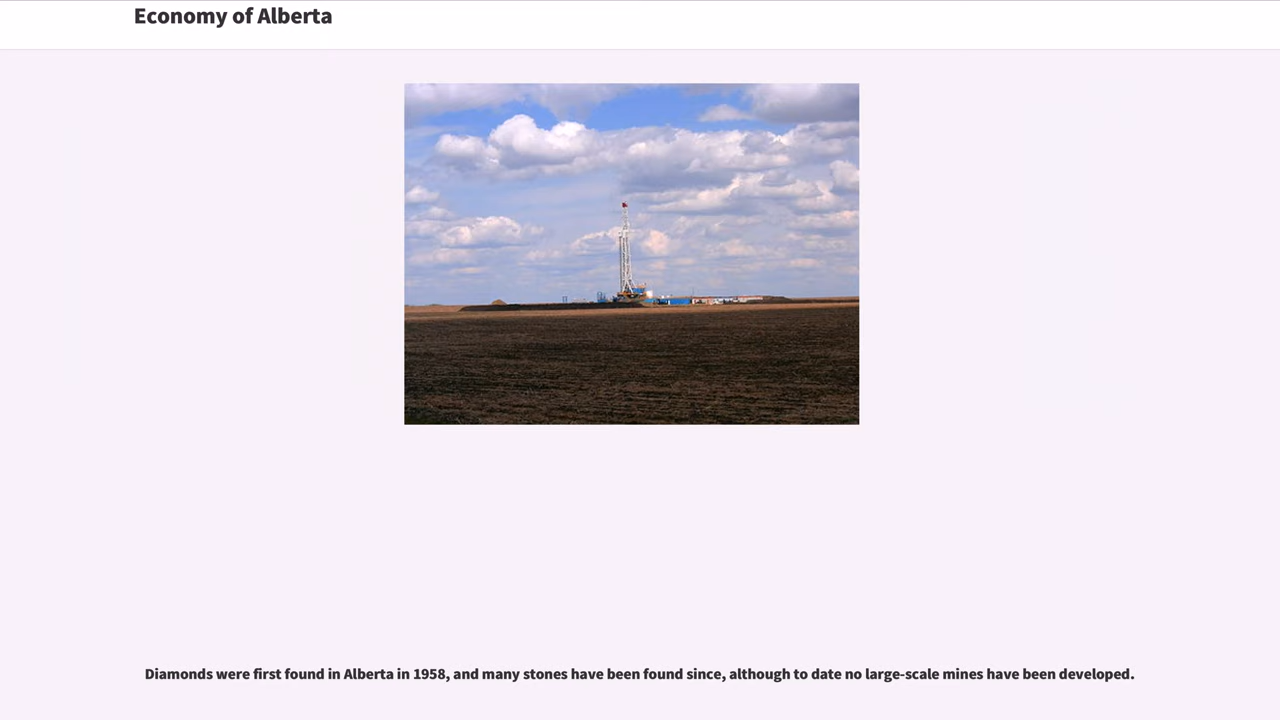 Economy of Alberta
Diamonds were first found in Alberta in 1958, and many stones have been found since, although to date no large-scale mines have been developed.